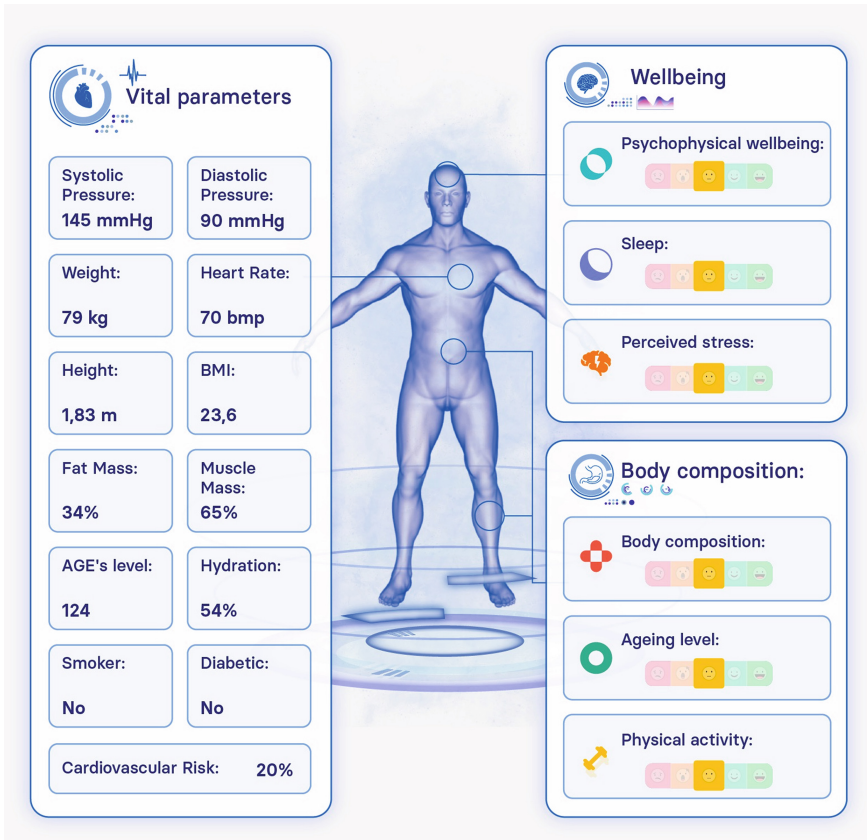 Vital parameters
Systolic
Pressure:
145 mmHg
Diastolic
Pressure:
90 mmHg
Weight:
79 kg
Heart Rate:
70 bmp
Height:
1,83 m
BMI:
23,6
Fat Mass:
34%
Muscle
Mass:
65%
AGE's level:
124
Hydration:
54%
Smoker:
No
Diabetic:
No
Cardiovascular Risk: 20%
Wellbeing
Psychophysical wellbeing:
Sleep:
Perceived stress:
Body composition:
Body composition:
Ageing level:
Physical activity: